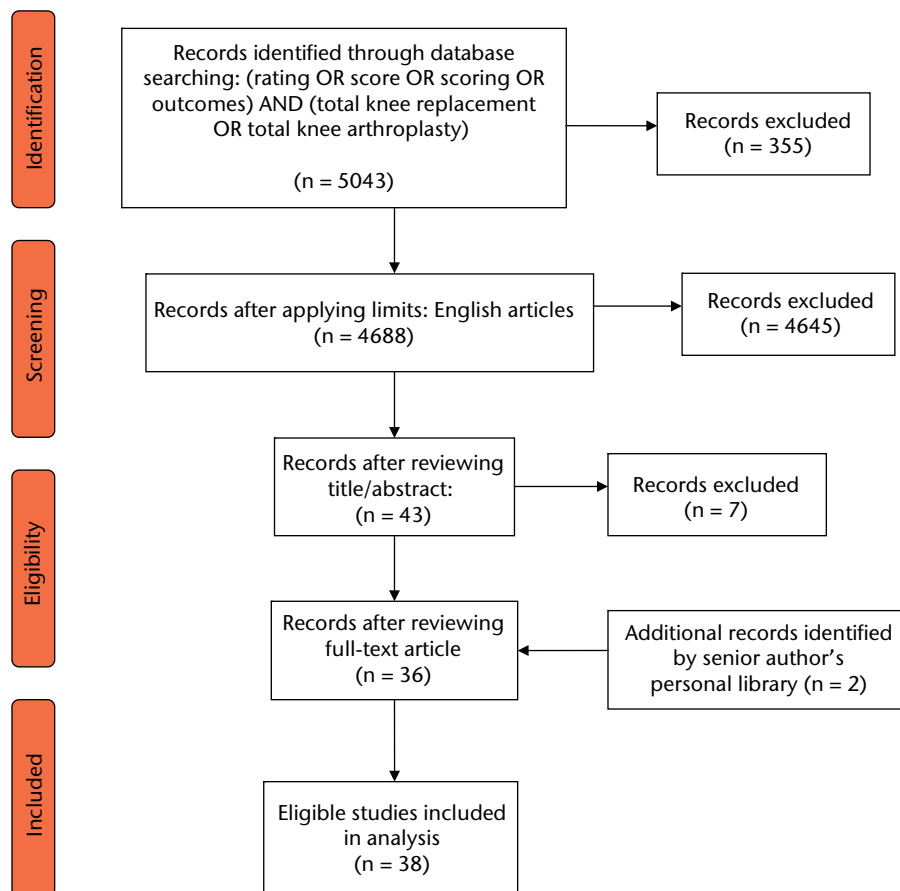 Identification
Records identified through database
searching: (rating OR score OR scoring OR
outcomes) AND (total knee replacement
OR total knee arthroplasty)
(n = 5043)
Records excluded
(n = 355)
Screening
Records after applying limits: English articles
(n = 4688)
Records excluded
(n = 4645)
Eligibility
Records after reviewing
title/abstract:
(n = 43)
Records excluded
(n = 7)
Records after reviewing
full-text article
(n = 36)
Additional records identified
by senior author’s
personal library (n = 2)
Included
Eligible studies included
in analysis
(n = 38)